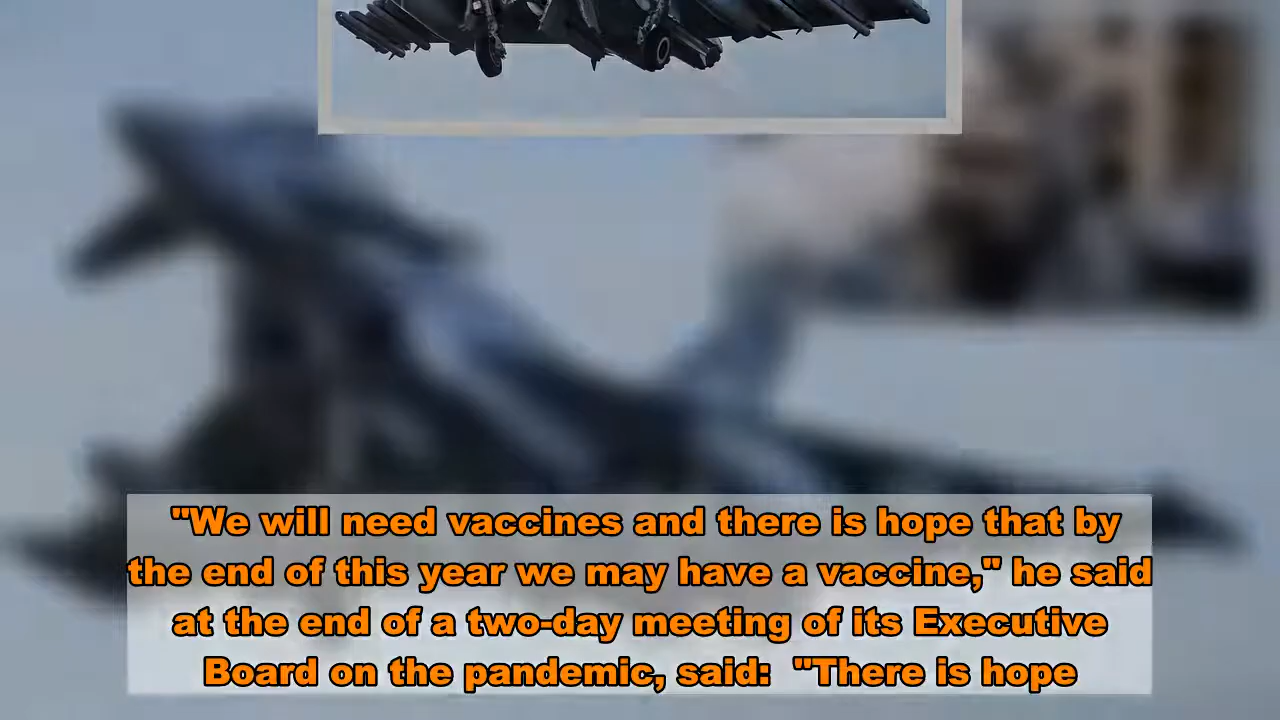 "We will need vaccines and there is hope that by
the end of this year we may have a vaccine," he said
at the end of a two-day meeting of its Executive
Board on the pandemic, said:  "There is hope